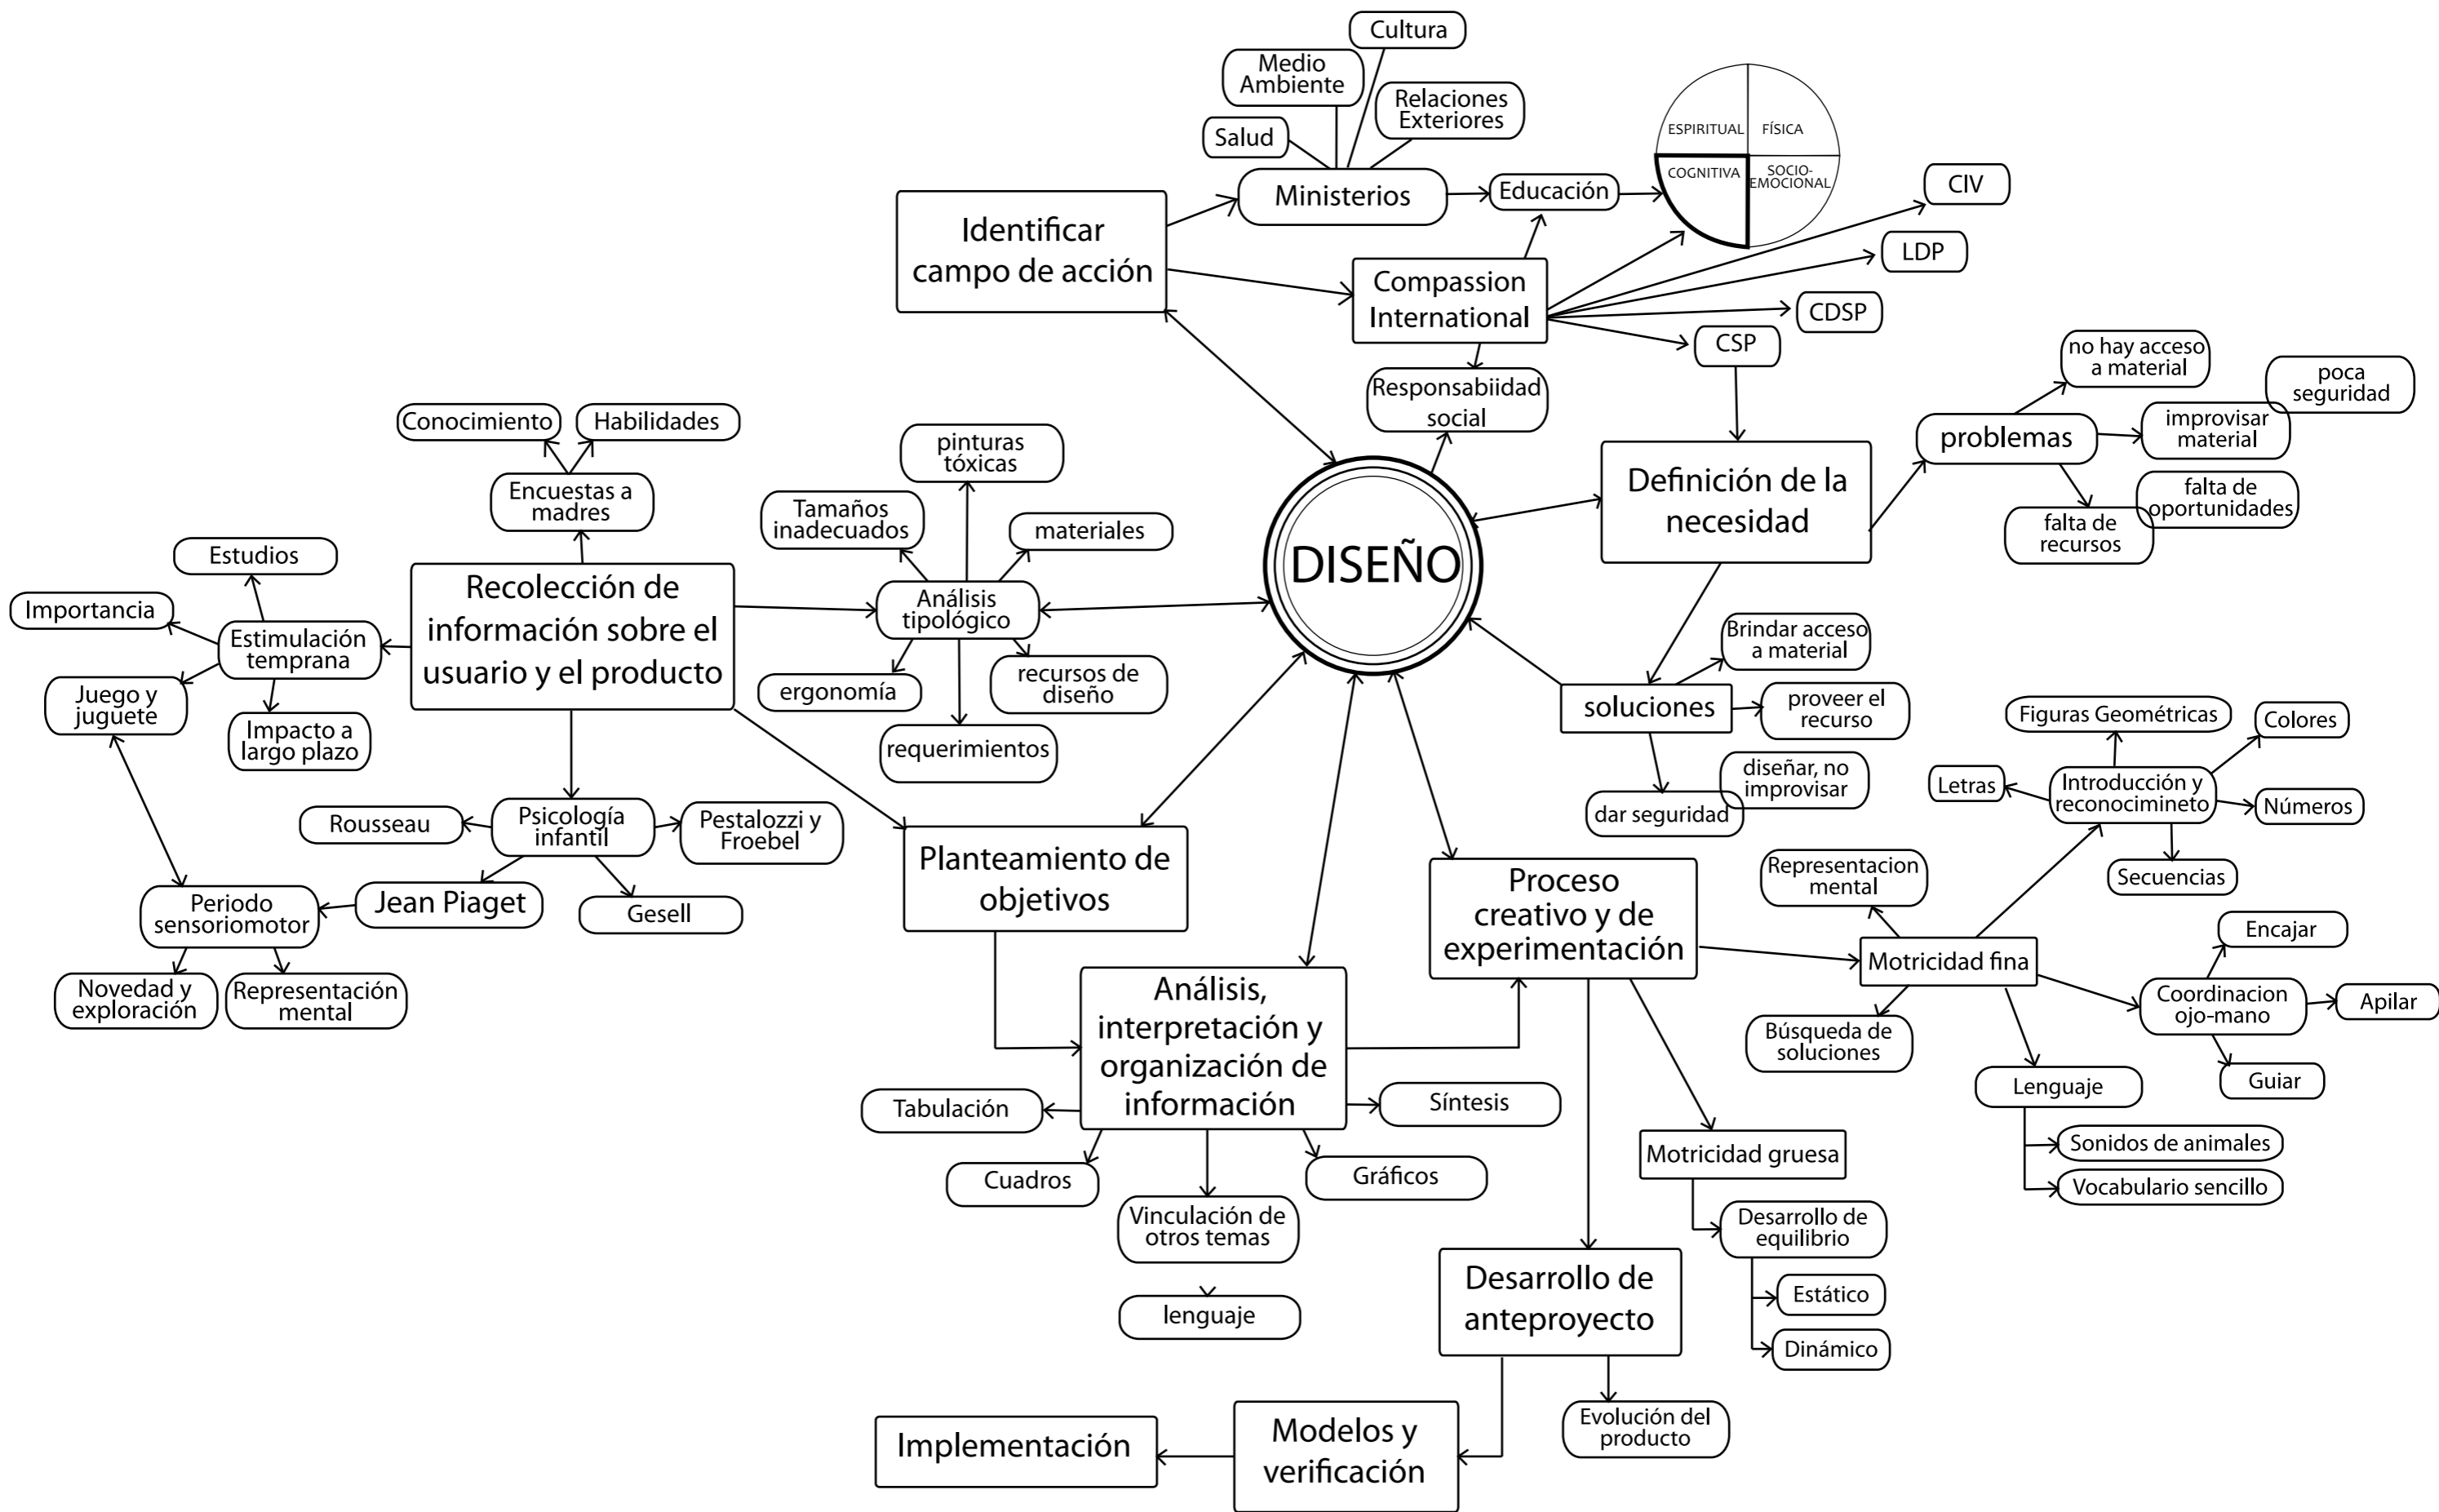 Cultura
Medio
Ambiente
Relaciones
Exteriores
Salud
Ministerios
Educación
ESPIRITUAL
FÍSICA
COGNITIVA
SOCIO-
EMOCIONAL
CIV
LDP
CDSP
CSP
Identificar
campo de acción
Compassion
International
Responsabiidad
social
no hay acceso
a material
poca
seguridad
improvisar
material
problemas
falta de
oportunidades
falta de
recursos
Definición de la
necesidad
DISEÑO
Conocimiento
Habilidades
Encuestas a
madres
pinturas
tóxicas
Tamaños
inadecuados
materiales
Estudios
Importancia
Estimulación
temprana
Juego y
juguete
Impacto a
largo plazo
Recolección de
información sobre el
usuario y el producto
Análisis
tipológico
ergonomía
recursos de
diseño
requerimientos
Brindar acceso
a material
soluciones
proveer el
recurso
diseñar, no
improvisar
dar seguridad
Figuras Geométricas
Colores
Letras
Introducción y
reconocimineto
Números
Secuencias
Rousseau
Psicología
infantil
Pestalozzi y
Froebel
Jean Piaget
Gesell
Periodo
sensoriomotor
Novedad y
exploración
Representación
mental
Planteamiento de
objetivos
Proceso
creativo y de
experimentación
Representacion
mental
Motricidad fina
Encajar
Coordinacion
ojo-mano
Apilar
Guiar
Búsqueda de
soluciones
Lenguaje
Sonidos de animales
Vocabulario sencillo
Análisis,
interpretación y
organización de
información
Tabulación
Síntesis
Cuadros
Gráficos
Vinculación de
otros temas
lenguaje
Motricidad gruesa
Desarrollo de
equilibrio
Estático
Dinámico
Desarrollo de
anteproyecto
Evolución del
producto
Modelos y
verificación
Implementación